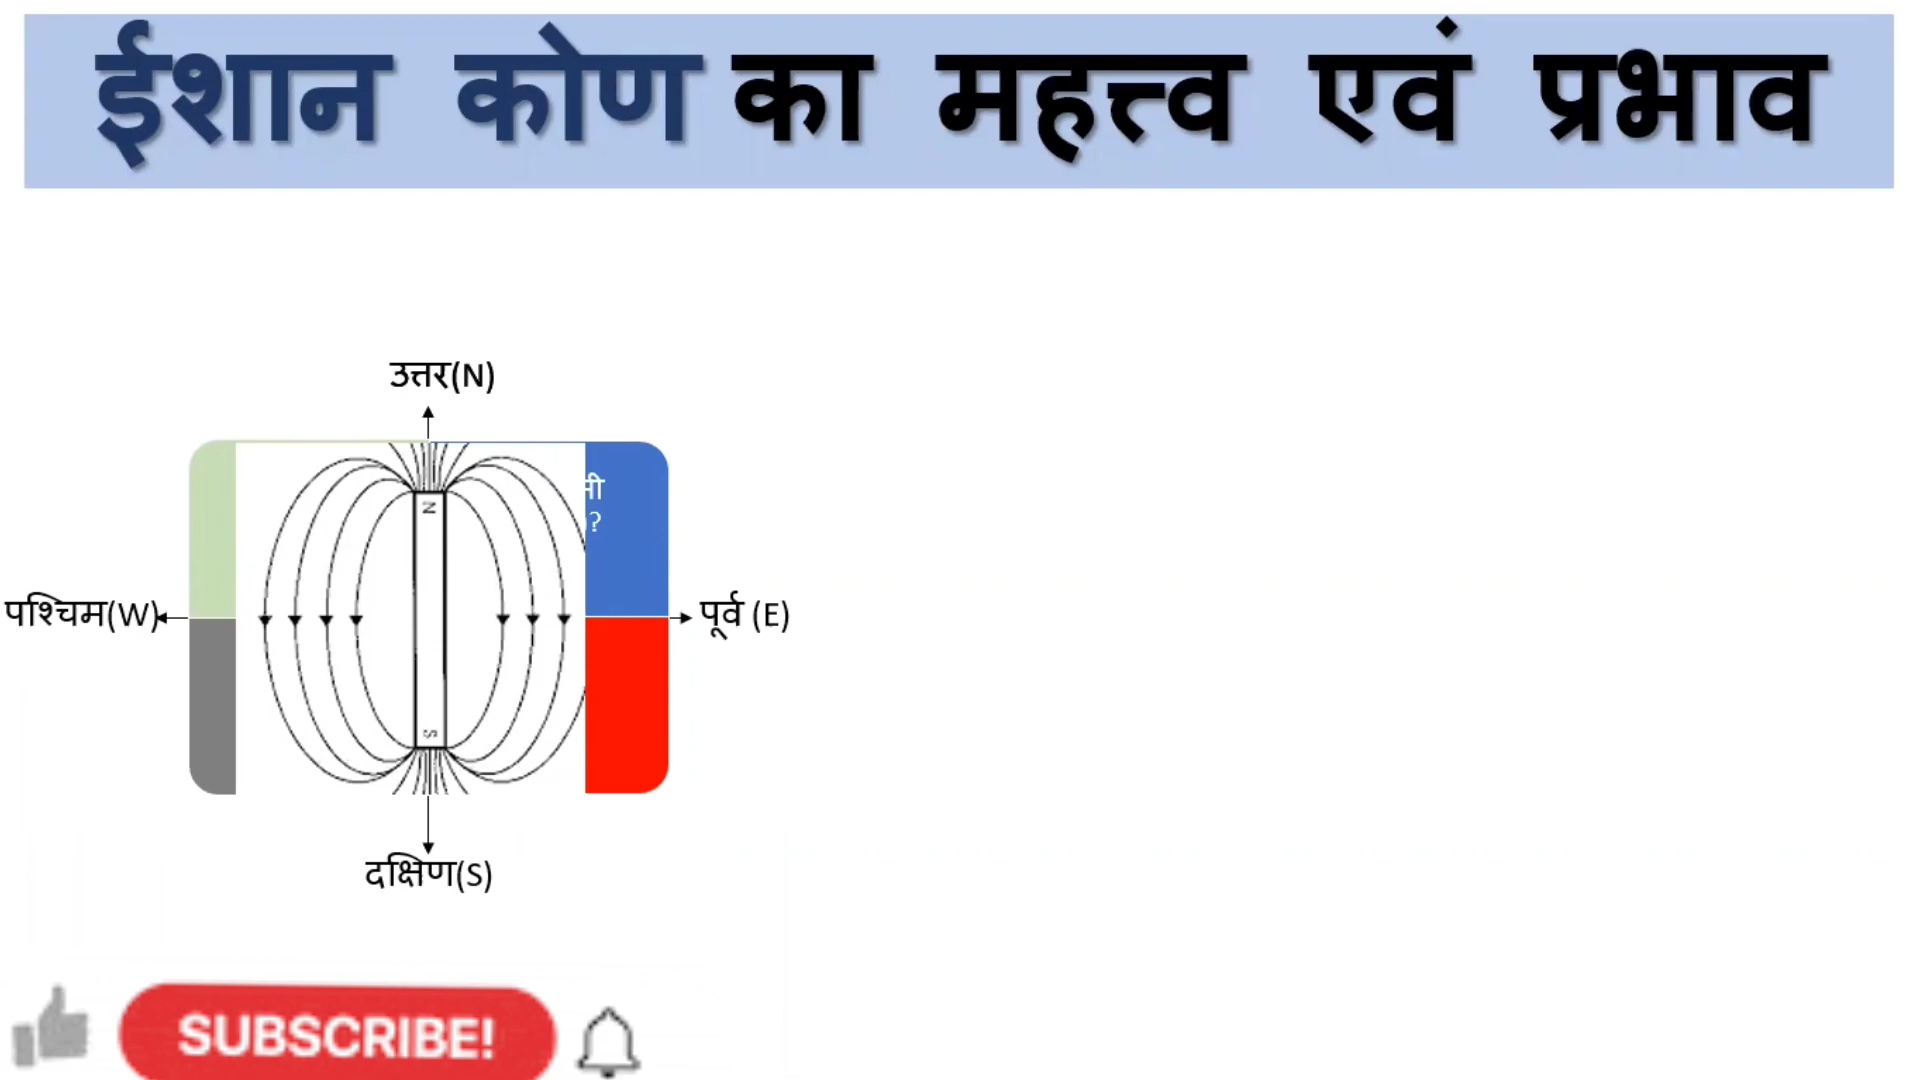 ईशान कोण का महत्त्व एवं प्रभाव
उत्तर(N)
N
पश्चिम(W)
पूर्व (E)
S
दक्षिण(S)
SUBSCRIBE!